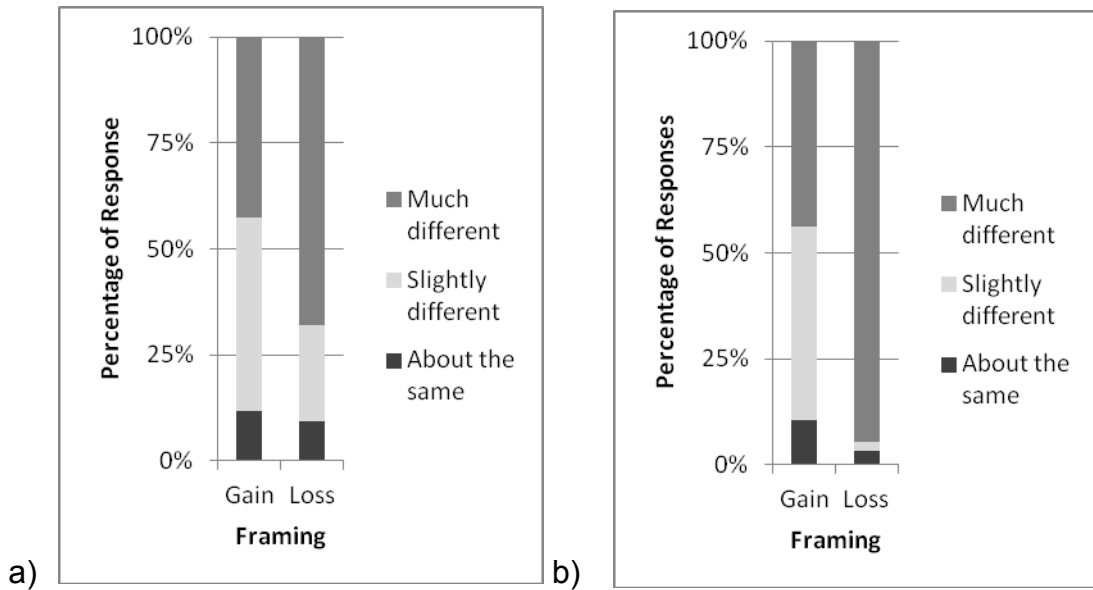 100%
75%
50%
25%
0%
Percentage of Response
Gain Loss
Framing
Much
different
Slightly
different
About the
same
a)
100%
75%
50%
25%
0%
Percentage of Responses
Gain Loss
Framing
Much
different
Slightly
different
About the
same
b)